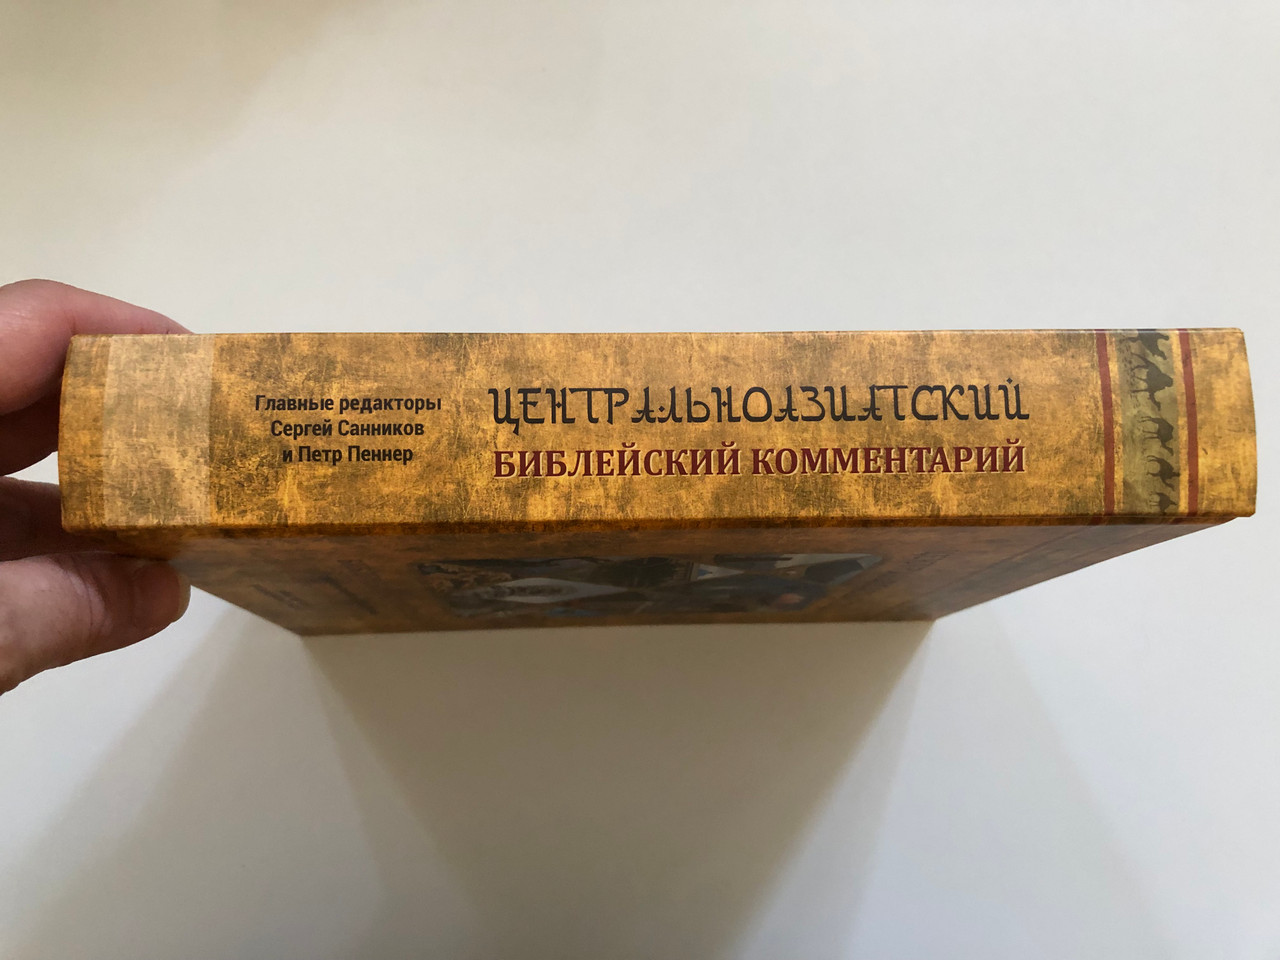 Главные редакторы
Сергей Санников
и Петр Пеннер
ЦЕНТРАЛЬНОАЗИАТСКИЙ
БИБЛЕЙСКИЙ КОММЕНТАРИЙ